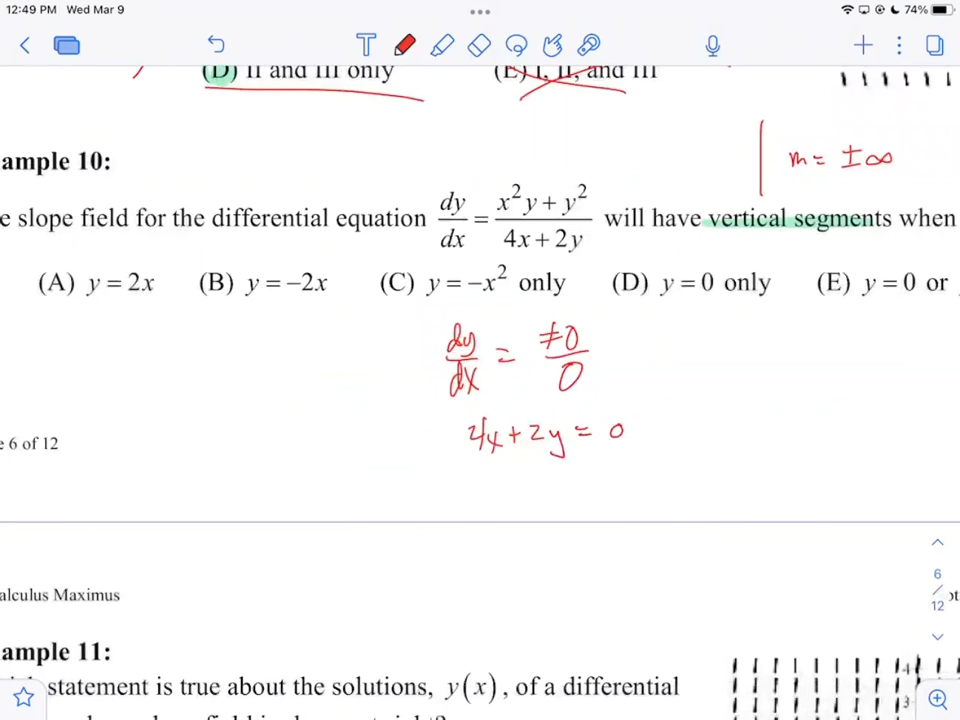 12:49 PM Wed Mar 9
74%
T
(D) II and III only (E) I, II, and III
m = ±∞
ample 10:
e slope field for the differential equation dy/dx = (x²y + y²)/(4x + 2y) will have vertical segments when
(A) y = 2x (B) y = −2x (C) y = −x² only (D) y = 0 only (E) y = 0 or
dy/dx = ≠0/0
4x + 2y = 0
e 6 of 12
6
/
12
alculus Maximus
ot
ample 11:
statement is true about the solutions, y(x), of a differential